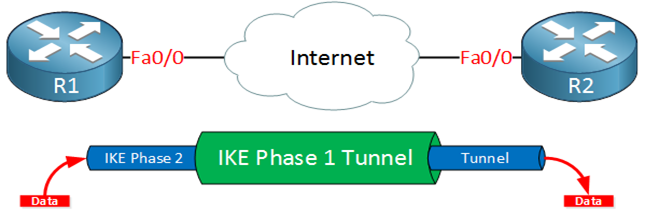 Fa0/0 Internet Fa0/0
R1 R2
IKE Phase 2 IKE Phase 1 Tunnel Tunnel
Data Data